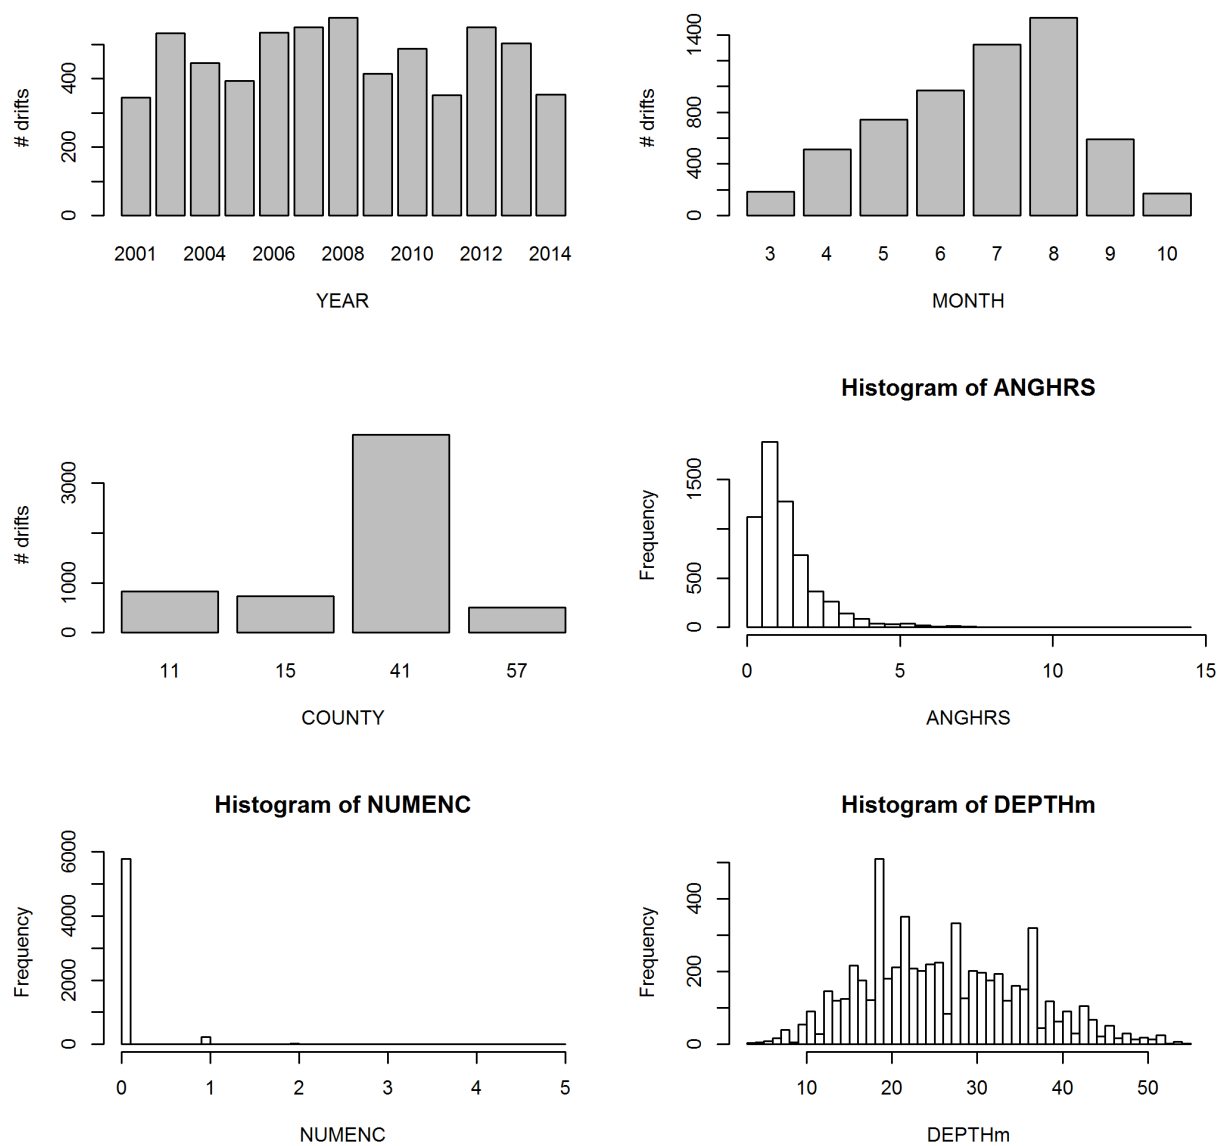 # drifts
0 200 400
2001 2004 2006 2008 2010 2012 2014
YEAR
# drifts
0 400 800 1400
3 4 5 6 7 8 9 10
MONTH
# drifts
0 1000 3000
11 15 41 57
COUNTY
Histogram of ANGHRS
Frequency
0 500 1500
0 5 10 15
ANGHRS
Histogram of NUMENC
Frequency
0 2000 4000 6000
0 1 2 3 4 5
NUMENC
Histogram of DEPTHm
Frequency
0 200 400
10 20 30 40 50
DEPTHm